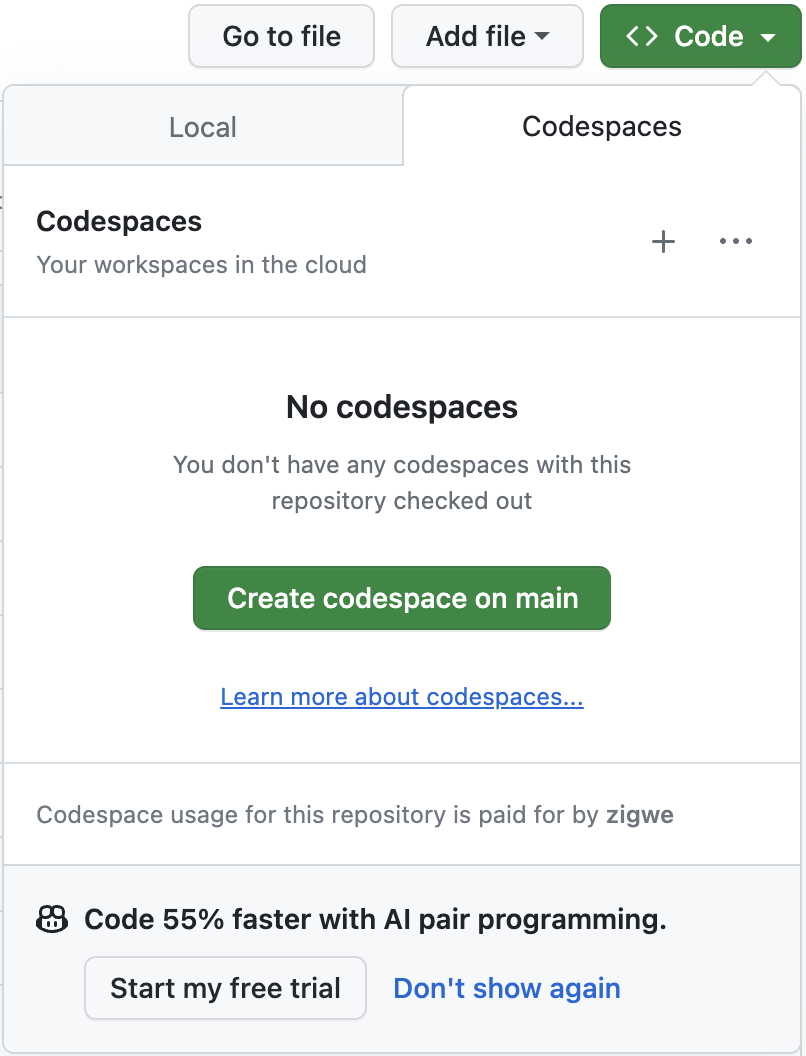 Go to file
Add file
Code
Local
Codespaces
Codespaces
Your workspaces in the cloud
No codespaces
You don't have any codespaces with this
repository checked out
Create codespace on main
Learn more about codespaces...
Codespace usage for this repository is paid for by zigwe
Code 55% faster with AI pair programming.
Start my free trial
Don't show again